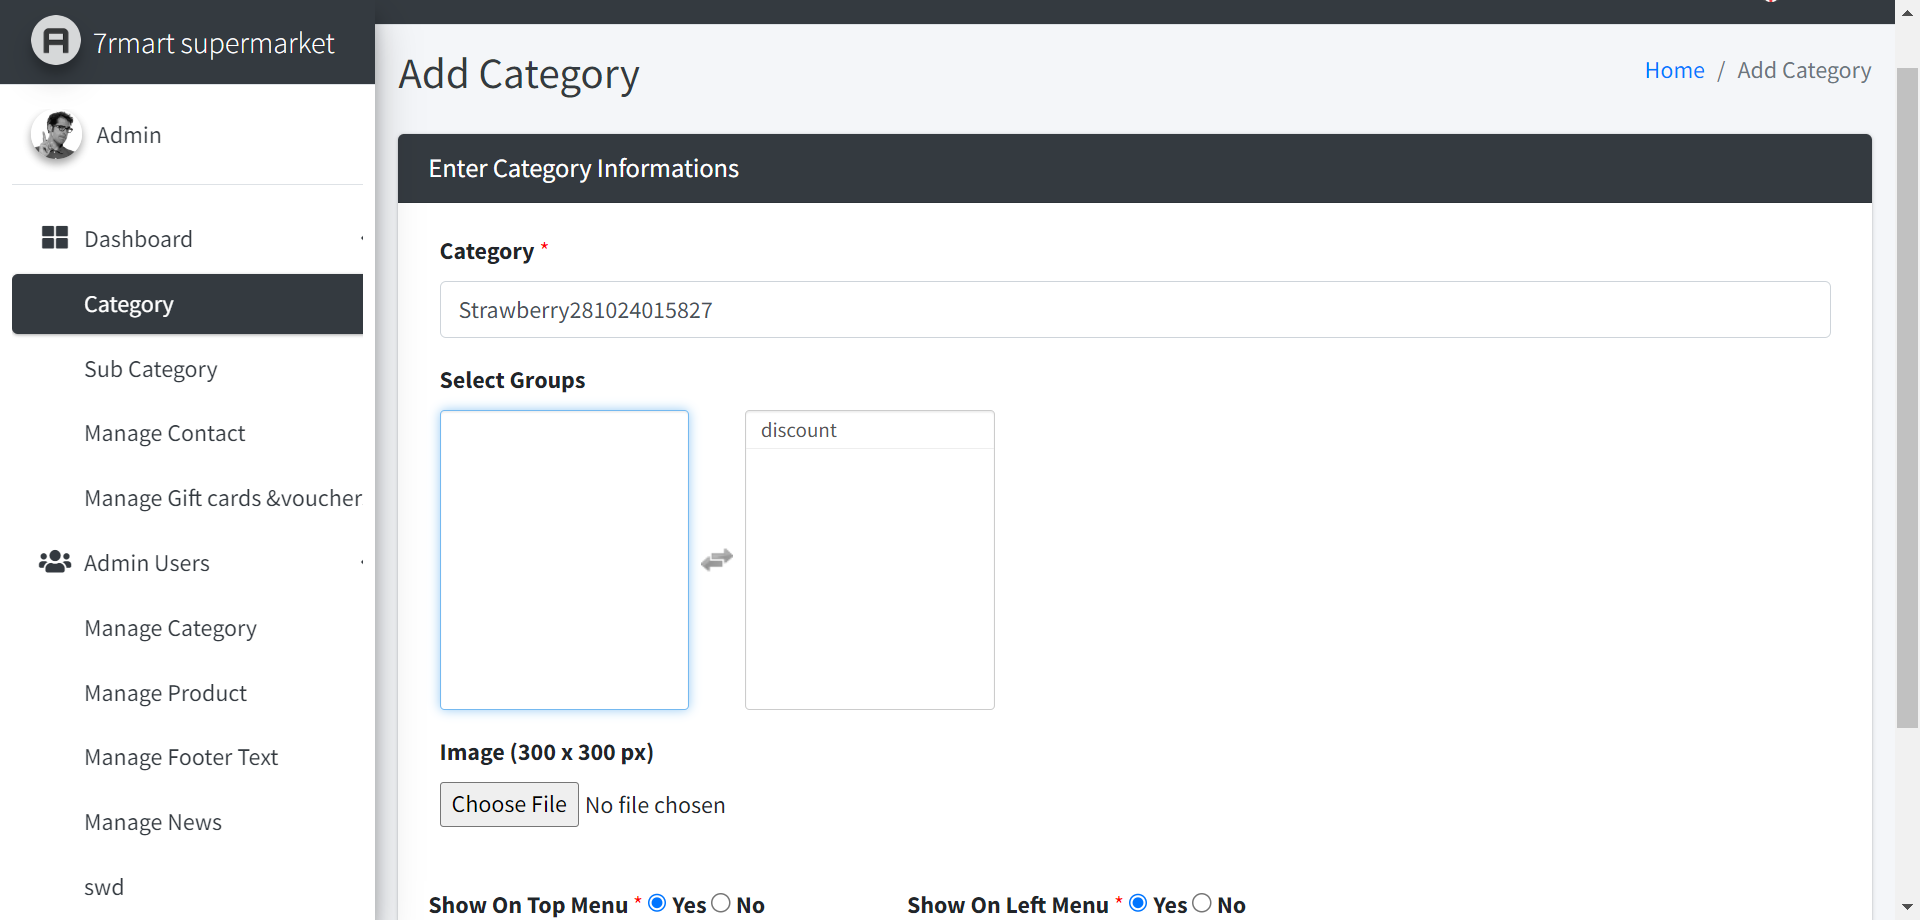 7rmart supermarket
Admin
Dashboard
Category
Sub Category
Manage Contact
Manage Gift cards &voucher
Admin Users
Manage Category
Manage Product
Manage Footer Text
Manage News
swd
Add Category
Home / Add Category
Enter Category Informations
Category *
Strawberry281024015827
Select Groups
discount
Image (300 x 300 px)
Choose File No file chosen
Show On Top Menu * Yes No
Show On Left Menu * Yes No